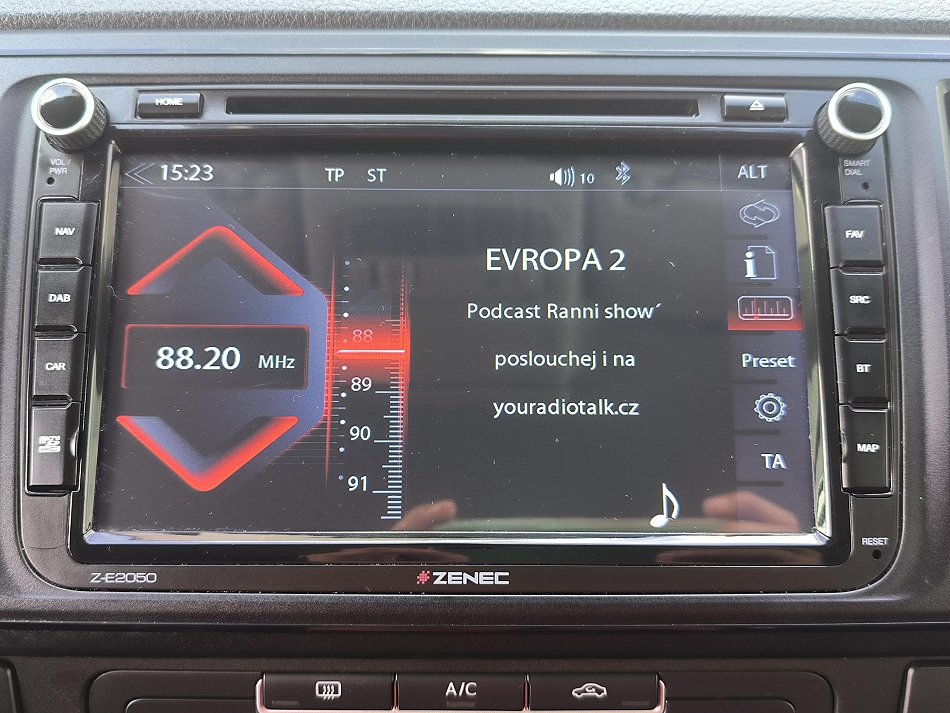 HOME
VOL/
PWR
SMART
DIAL
15:23 TP ST 10 ALT
NAV
DAB
CAR
FAV
SRC
BT
MAP
EVROPA 2
Podcast Ranni show´
poslouchej i na
youradiotalk.cz
88.20 MHz
88
89
90
91
i
Preset
TA
RESET
Z-E2050
ZENEC
A/C